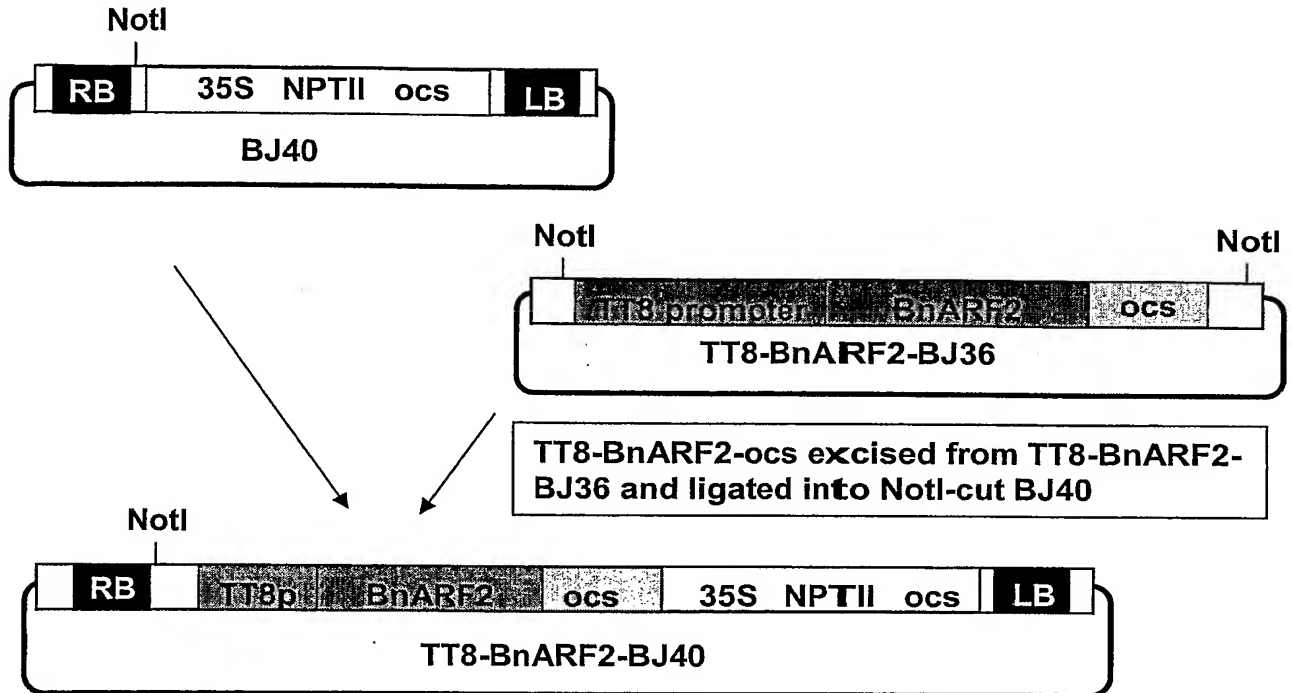 NotI
RB 35S NPTII ocs LB
BJ40
NotI NotI
TT8 promoter BnARF2 ocs
TT8-BnARF2-BJ36
TT8-BnARF2-ocs excised from TT8-BnARF2-
BJ36 and ligated into NotI-cut BJ40
NotI
RB TT8p BnARF2 ocs 35S NPTII ocs LB
TT8-BnARF2-BJ40